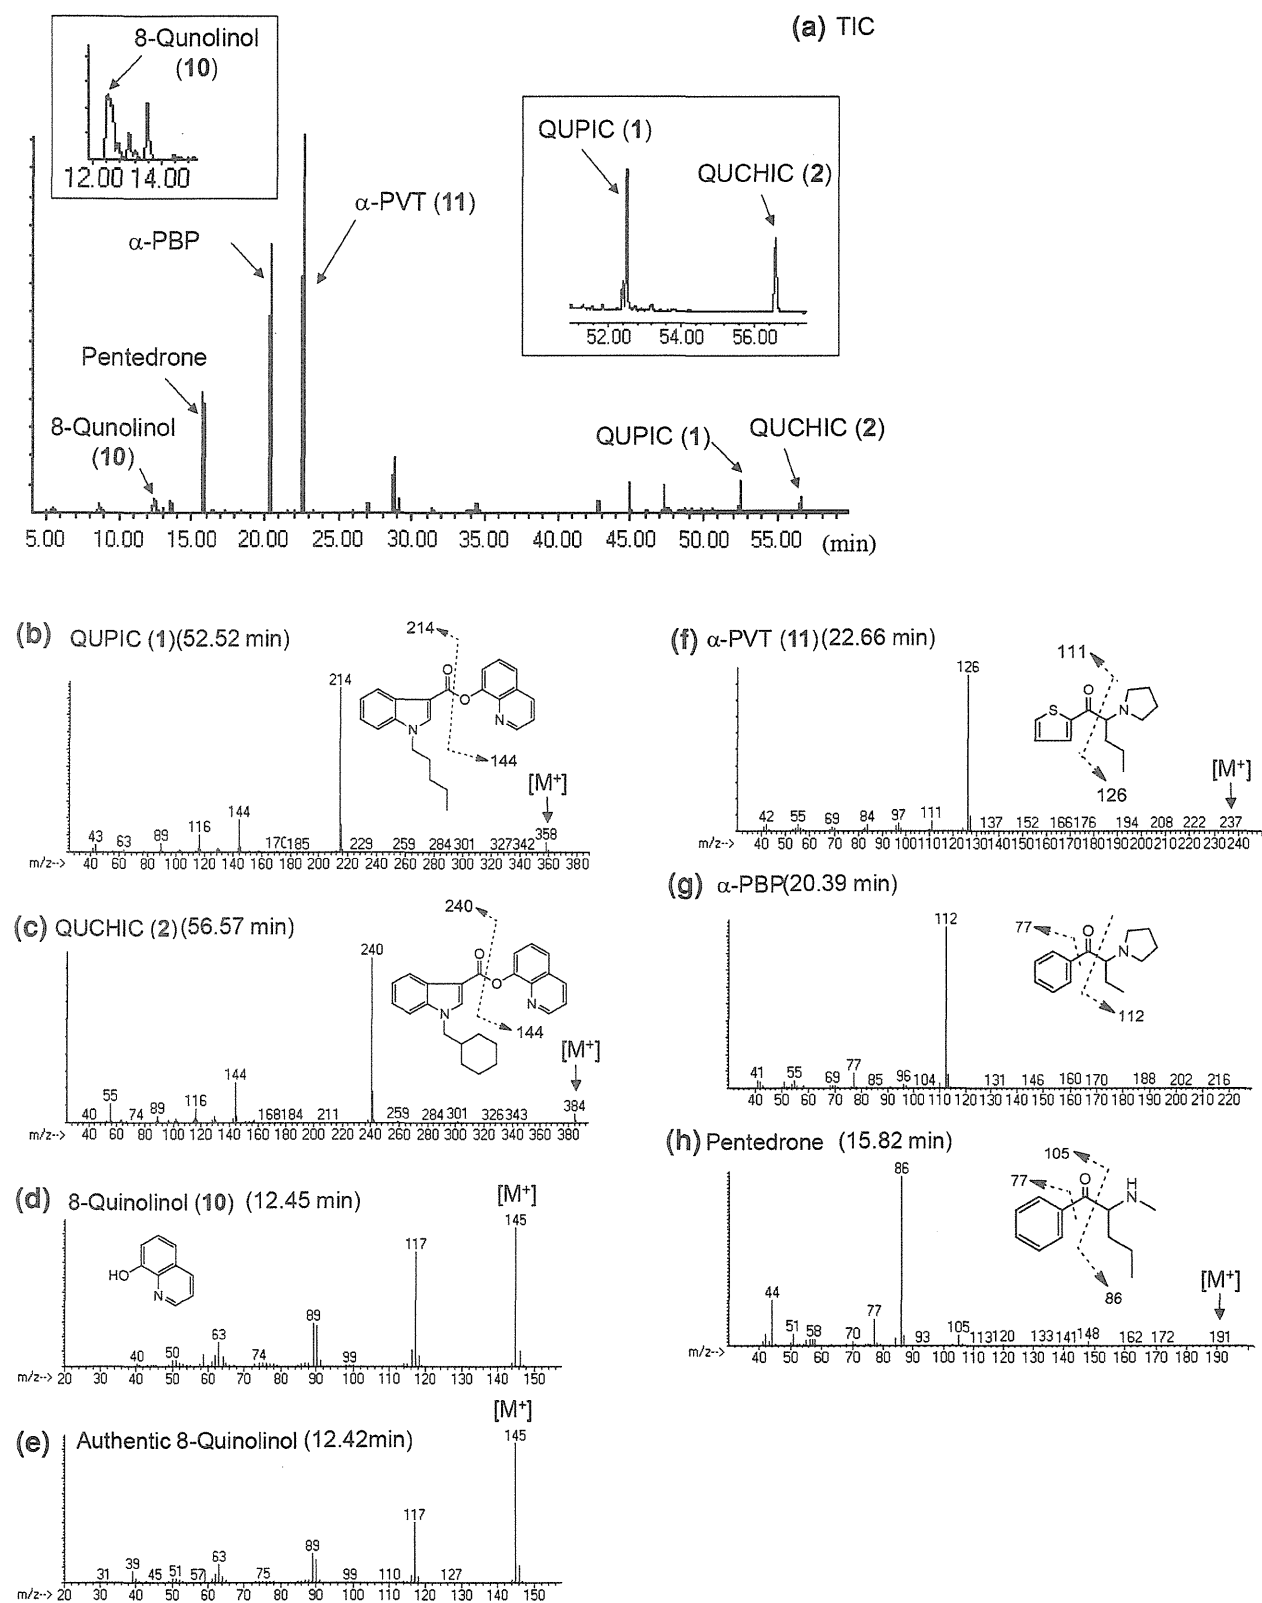 (a) TIC
8-Qunolinol
(10)
12.00 14.00
QUPIC (1)
QUCHIC (2)
52.00 54.00 56.00
α-PVT (11)
α-PBP
Pentedrone
8-Qunolinol
(10)
QUPIC (1)
QUCHIC (2)
5.00 10.00 15.00 20.00 25.00 30.00 35.00 40.00 45.00 50.00 55.00 (min)
(b) QUPIC (1)(52.52 min)
214
O
O
N
N
144
[M⁺]
214
43 63 89 116 144 170 185 229 259 284 301 327 342 358
m/z--> 40 60 80 100 120 140 160 180 200 220 240 260 280 300 320 340 360 380
(c) QUCHIC (2)(56.57 min)
240
O
O
N
N
144
[M⁺]
240
40 55 74 89 116 144 168 184 211 259 284 301 326 343 384
m/z--> 40 60 80 100 120 140 160 180 200 220 240 260 280 300 320 340 360 380
(d) 8-Quinolinol (10) (12.45 min)
[M⁺]
HO
N
40 50 63 74 89 99 117 145
m/z--> 20 30 40 50 60 70 80 90 100 110 120 130 140 150
(e) Authentic 8-Quinolinol (12.42min)
[M⁺]
31 39 45 51 57 63 75 89 99 110 117 127 145
m/z--> 20 30 40 50 60 70 80 90 100 110 120 130 140 150
(f) α-PVT (11)(22.66 min)
111
S
O
N
126
[M⁺]
126
42 55 69 84 97 111 137 152 166 176 194 208 222 237
m/z--> 40 50 60 70 80 90 100 110 120 130 140 150 160 170 180 190 200 210 220 230 240
(g) α-PBP(20.39 min)
77
O
N
112
112
41 55 69 77 85 96 104 131 146 160 170 188 202 216
m/z--> 40 50 60 70 80 90 100 110 120 130 140 150 160 170 180 190 200 210 220
(h) Pentedrone (15.82 min)
105
77
O
H
N
86
[M⁺]
86
44 51 58 70 77 93 105 113 120 133 141 148 162 172 191
m/z--> 40 50 60 70 80 90 100 110 120 130 140 150 160 170 180 190